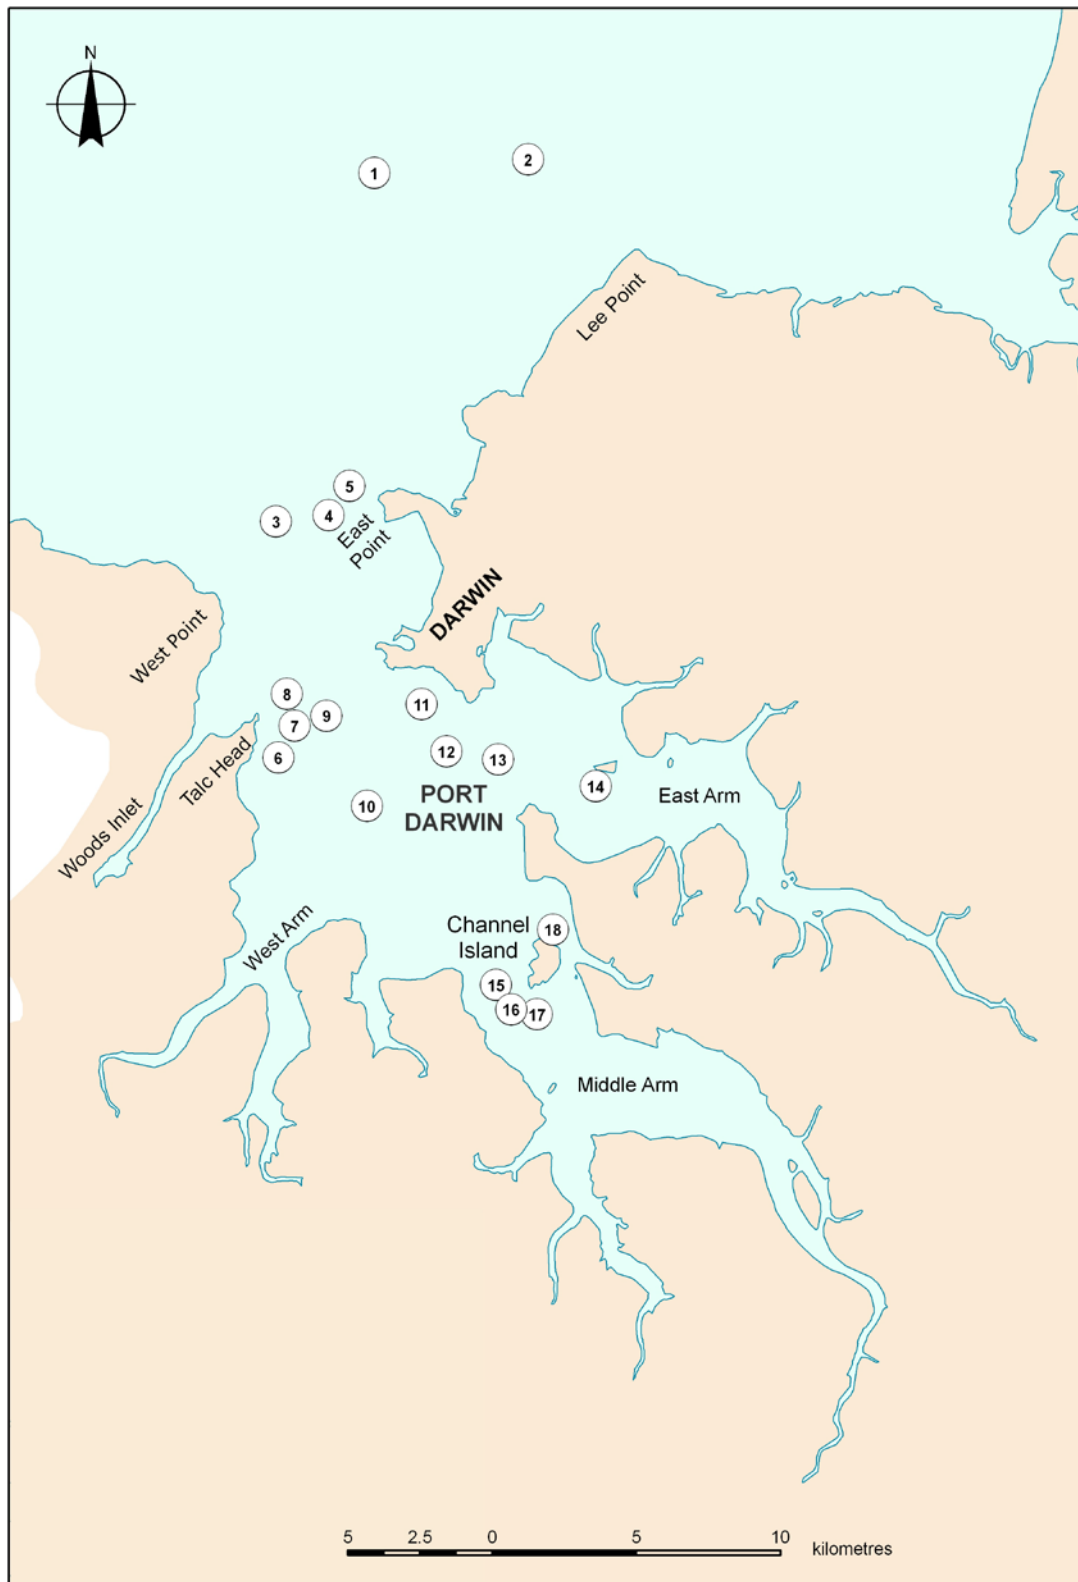 N
1
2
Lee Point
5
4
3
East
Point
DARWIN
West Point
8
9
7
11
6
12
13
Talc Head
14
PORT
DARWIN
East Arm
10
Woods Inlet
West Arm
Channel
Island
18
15
16
17
Middle Arm
5 2.5 0 5 10
kilometres